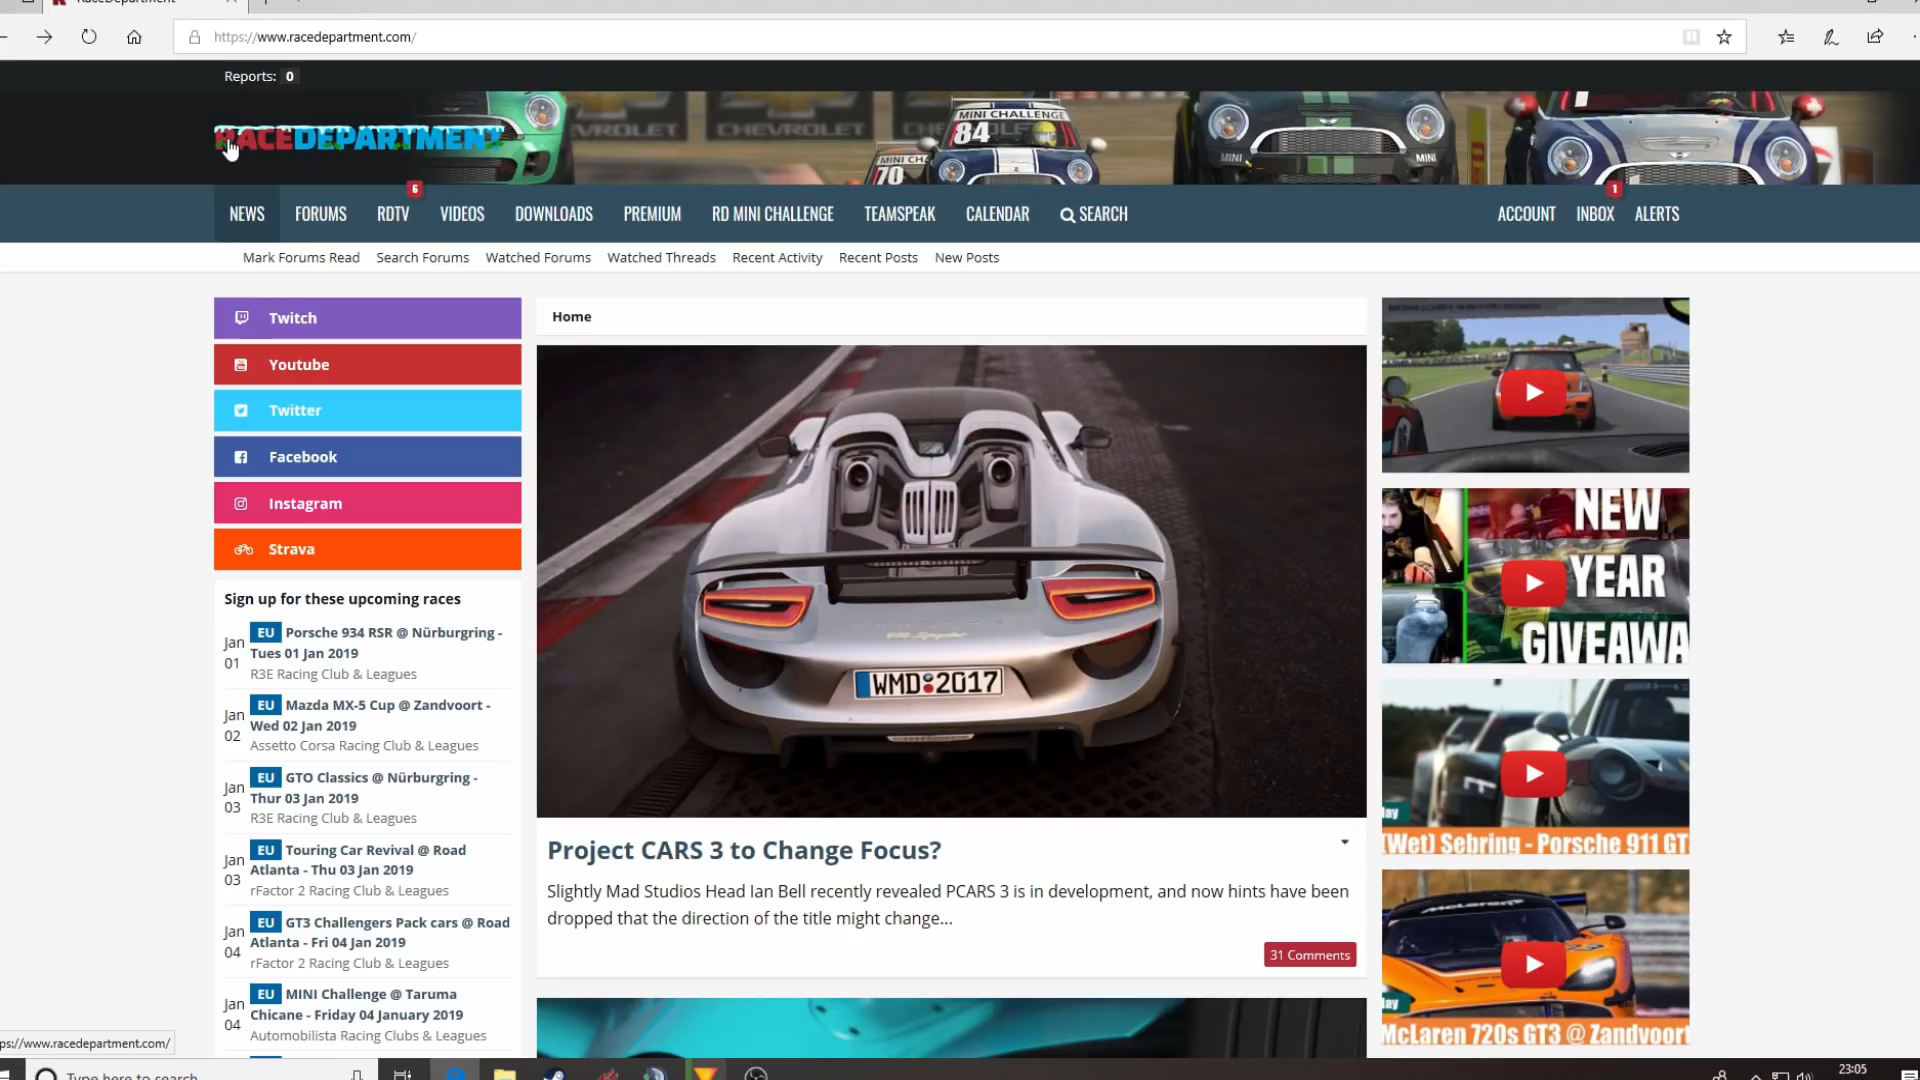 RaceDepartment
https://www.racedepartment.com/
Reports: 0
RACEDEPARTMENT
CHEVROLET
MINI CHALLENGE
84
70
MINI
MINI
6
1
NEWS FORUMS RDTV VIDEOS DOWNLOADS PREMIUM RD MINI CHALLENGE TEAMSPEAK CALENDAR SEARCH ACCOUNT INBOX ALERTS
Mark Forums Read Search Forums Watched Forums Watched Threads Recent Activity Recent Posts New Posts
Twitch
Youtube
Twitter
Facebook
Instagram
Strava
Sign up for these upcoming races
Jan 01
EU Porsche 934 RSR @ Nürburgring -
Tues 01 Jan 2019
R3E Racing Club & Leagues
Jan 02
EU Mazda MX-5 Cup @ Zandvoort -
Wed 02 Jan 2019
Assetto Corsa Racing Club & Leagues
Jan 03
EU GTO Classics @ Nürburgring -
Thur 03 Jan 2019
R3E Racing Club & Leagues
Jan 03
EU Touring Car Revival @ Road
Atlanta - Thu 03 Jan 2019
rFactor 2 Racing Club & Leagues
Jan 04
EU GT3 Challengers Pack cars @ Road
Atlanta - Fri 04 Jan 2019
rFactor 2 Racing Club & Leagues
Jan 04
EU MINI Challenge @ Taruma
Chicane - Friday 04 January 2019
Automobilista Racing Clubs & Leagues
Home
WMD 2017
Project CARS 3 to Change Focus?
Slightly Mad Studios Head Ian Bell recently revealed PCARS 3 is in development, and now hints have been
dropped that the direction of the title might change...
31 Comments
NEW
YEAR
GIVEAWA
(Wet) Sebring - Porsche 911 GT
McLaren
McLaren 720s GT3 @ Zandvoort
ps://www.racedepartment.com/
Type here to search
23:05